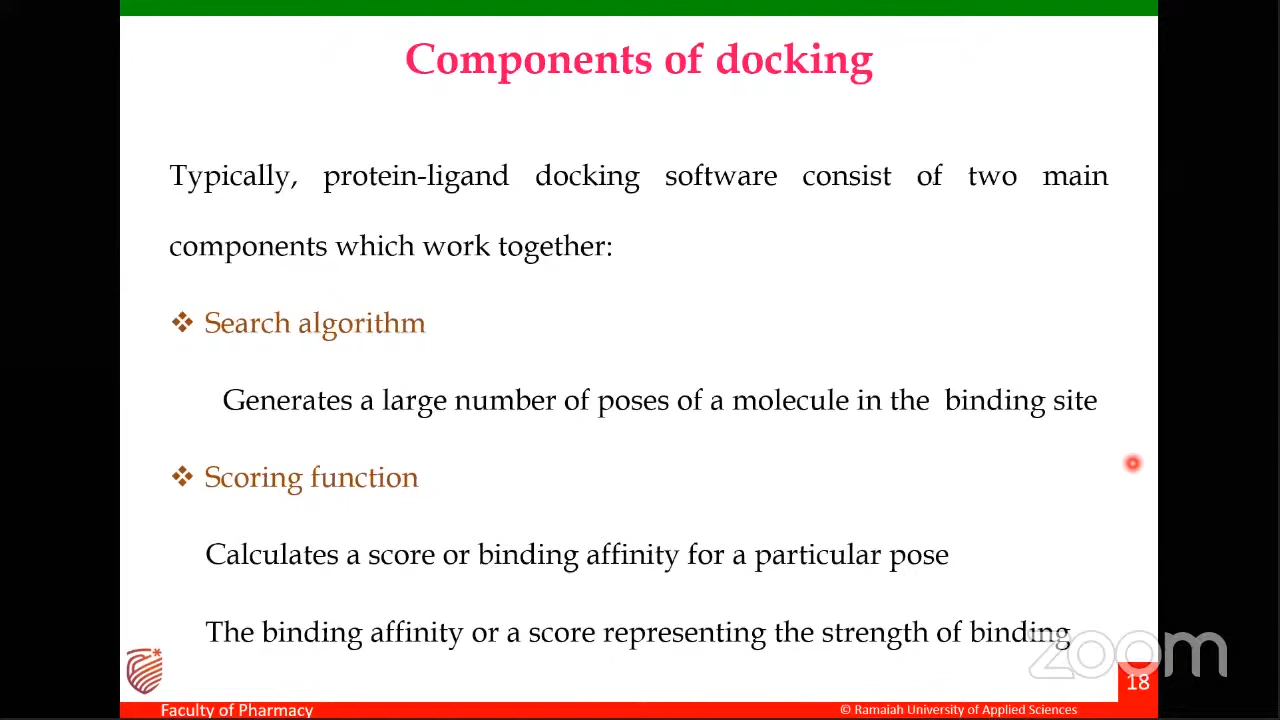 Components of docking
Typically, protein-ligand docking software consist of two main
components which work together:
❖ Search algorithm
Generates a large number of poses of a molecule in the binding site
❖ Scoring function
Calculates a score or binding affinity for a particular pose
The binding affinity or a score representing the strength of binding
zoom
18
Faculty of Pharmacy
© Ramaiah University of Applied Sciences